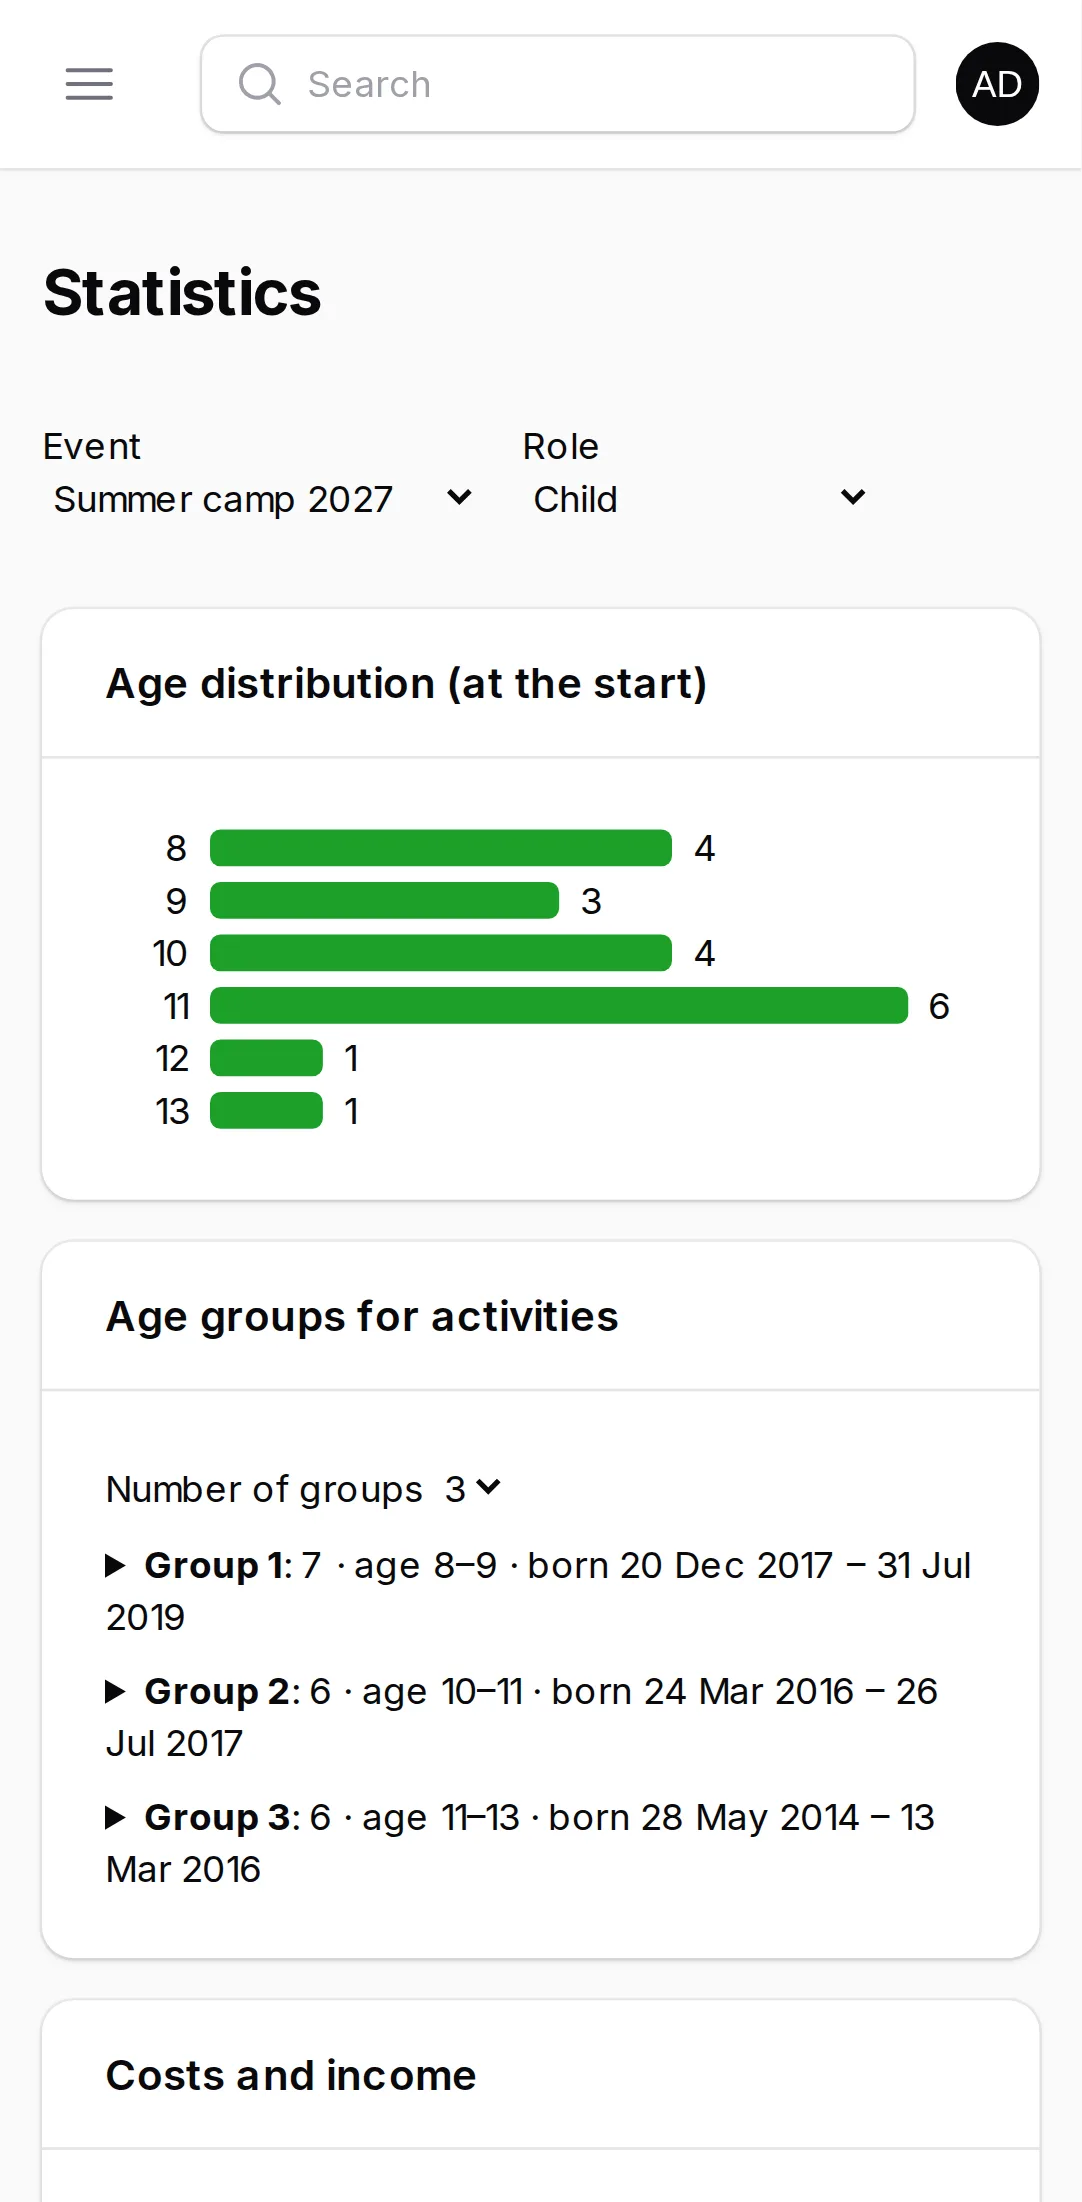 Search
AD
Statistics
Event
Role
Summer camp 2027
Child
Age distribution (at the start)
8 4
9 3
10 4
11 6
12 1
13 1
Age groups for activities
Number of groups 3
Group 1: 7 · age 8–9 · born 20 Dec 2017 – 31 Jul
2019
Group 2: 6 · age 10–11 · born 24 Mar 2016 – 26
Jul 2017
Group 3: 6 · age 11–13 · born 28 May 2014 – 13
Mar 2016
Costs and income